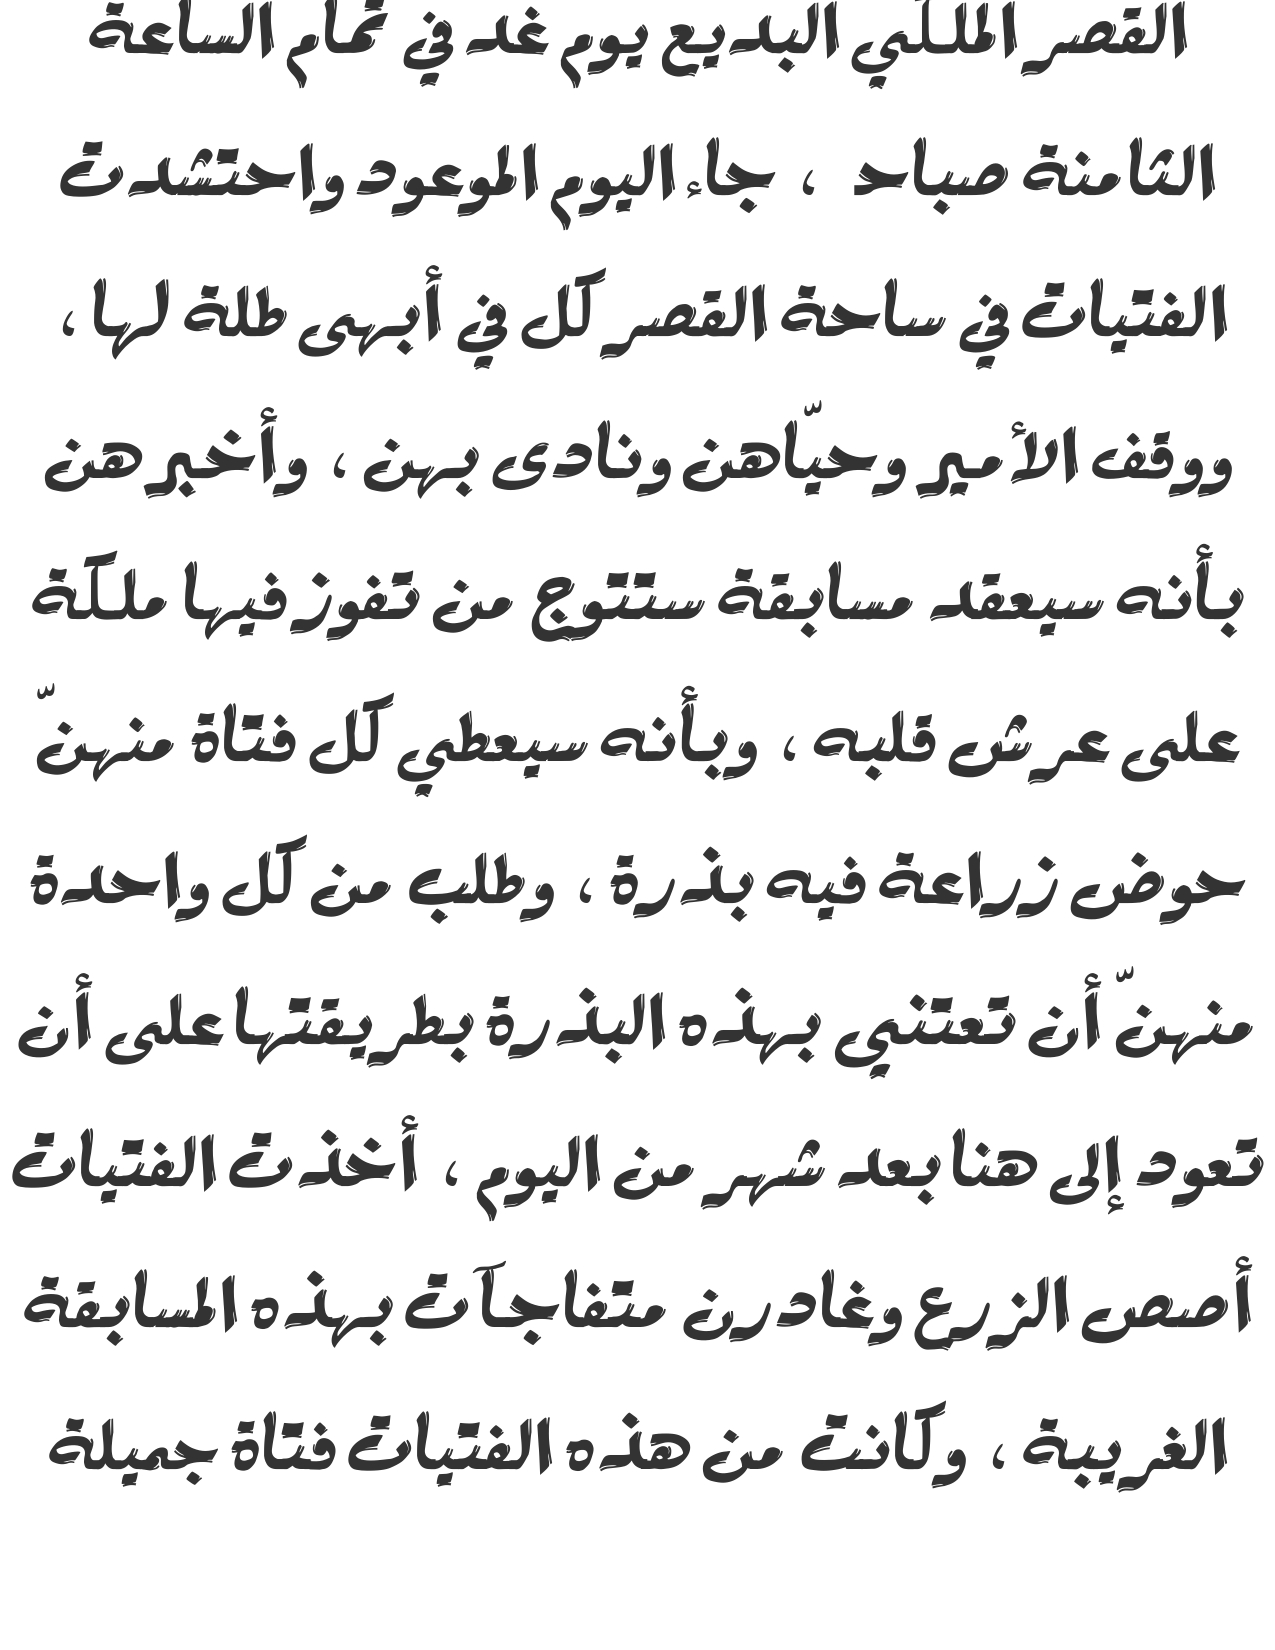 القصر الملكي البديع يوم غد في تمام الساعة
الثامنة صباح ، جاء اليوم الموعود واحتشدت
الفتيات في ساحة القصر كل في أبهى طلة لها ،
ووقف الأمير وحيّاهن ونادى بهن ، وأخبرهن
بأنه سيعقد مسابقة ستتوج من تفوز فيها ملكة
على عرش قلبه ، وبأنه سيعطي كل فتاة منهنّ
حوض زراعة فيه بذرة ، وطلب من كل واحدة
منهنّ أن تعتني بهذه البذرة بطريقتها على أن
تعود إلى هنا بعد شهر من اليوم ، أخذت الفتيات
أصص الزرع وغادرن متفاجآت بهذه المسابقة
الغريبة ، وكانت من هذه الفتيات فتاة جميلة